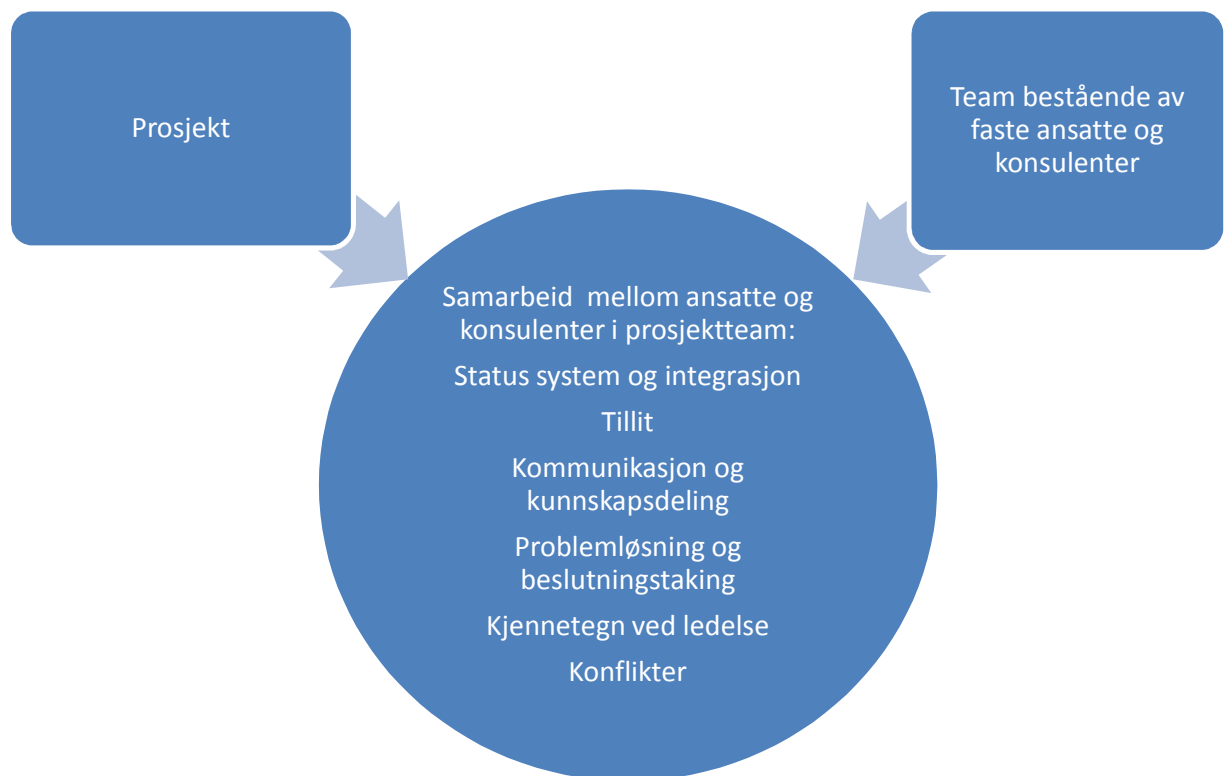 Prosjekt
Team bestående av
faste ansatte og
konsulenter
Samarbeid  mellom ansatte og
konsulenter i prosjektteam:
Status system og integrasjon
Tillit
Kommunikasjon og
kunnskapsdeling
Problemløsning og
beslutningstaking
Kjennetegn ved ledelse
Konflikter